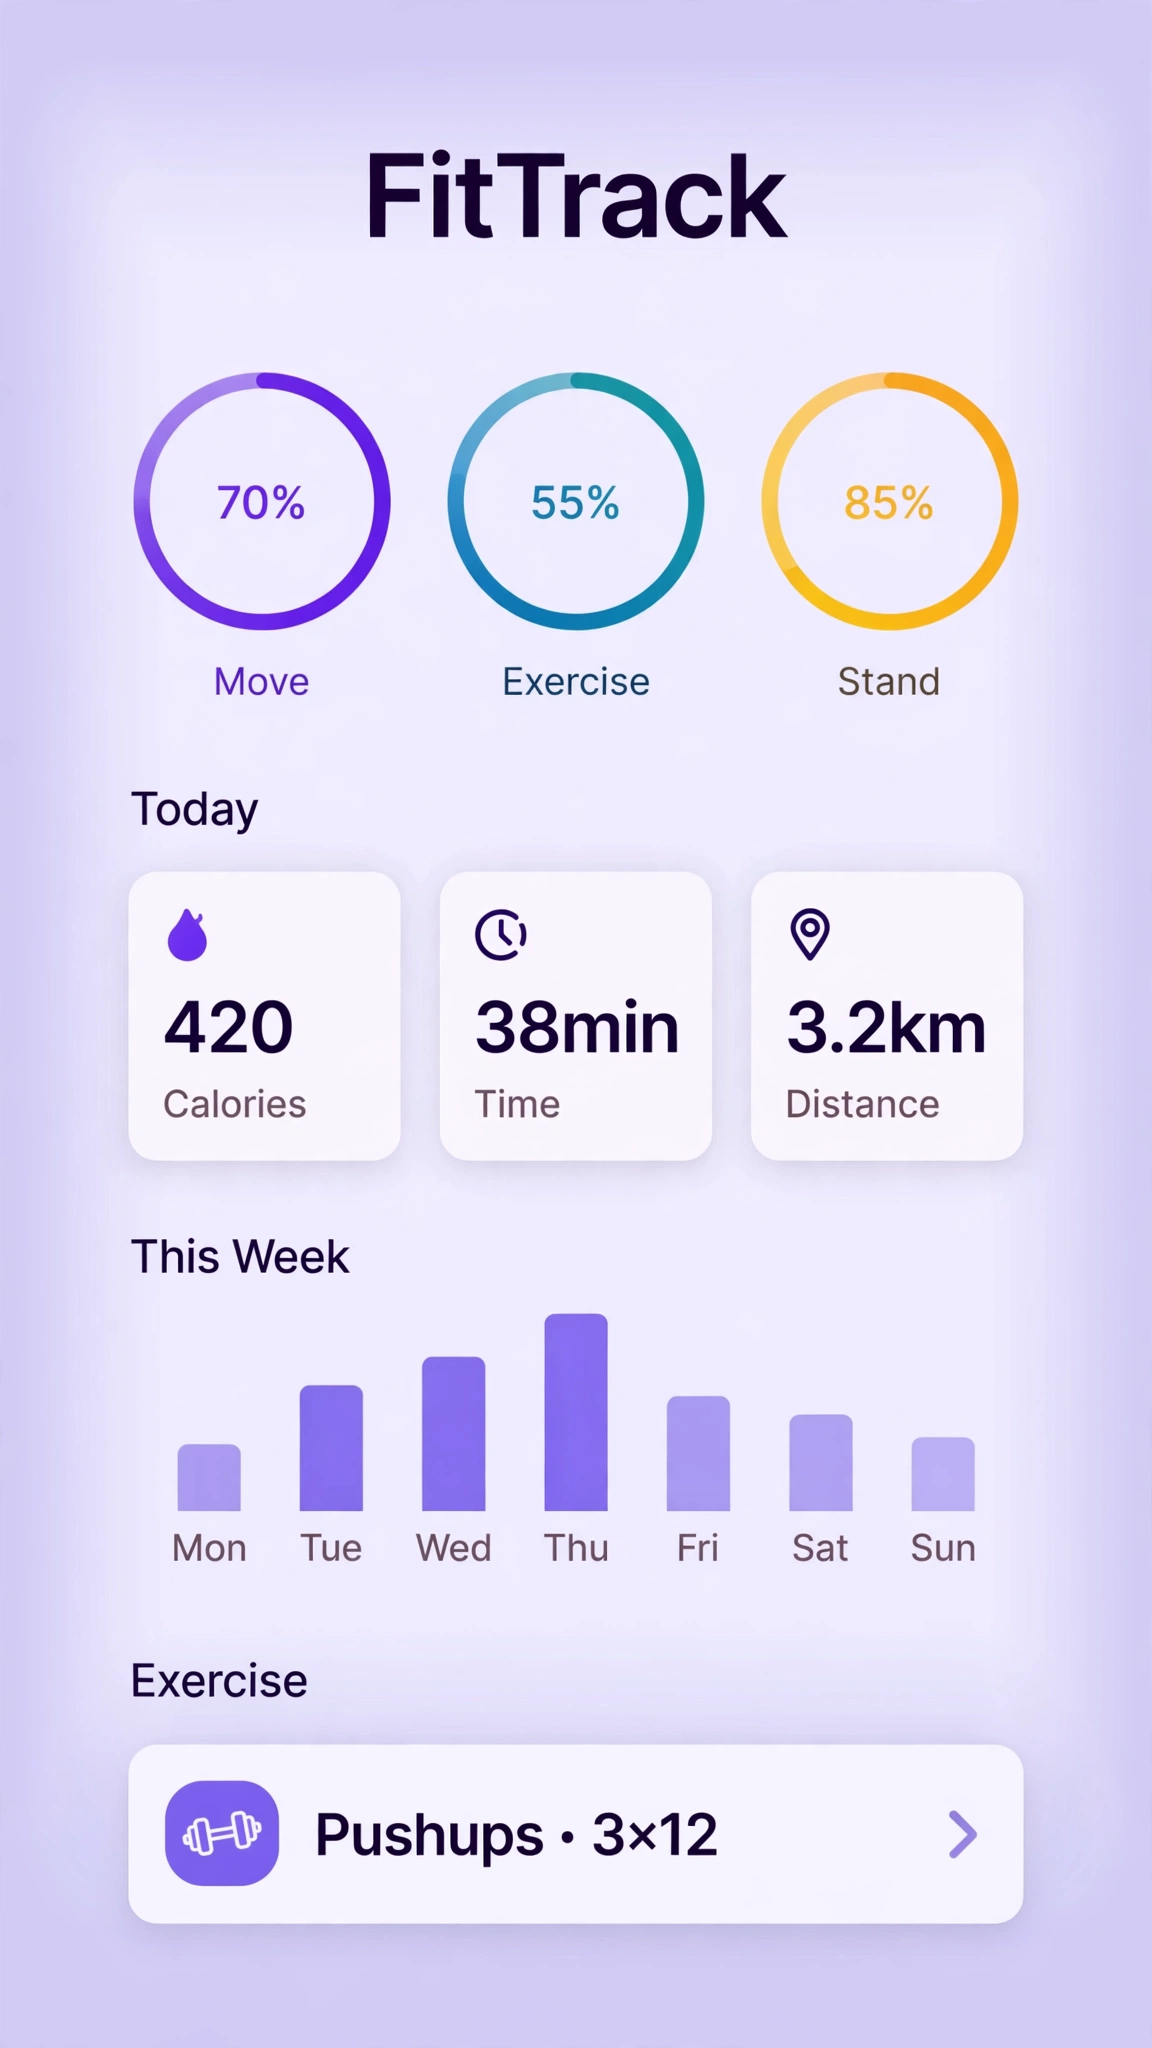 FitTrack
70% 55% 85%
Move Exercise Stand
Today
420 38min 3.2km
Calories Time Distance
This Week
Mon Tue Wed Thu Fri Sat Sun
Exercise
Pushups • 3×12